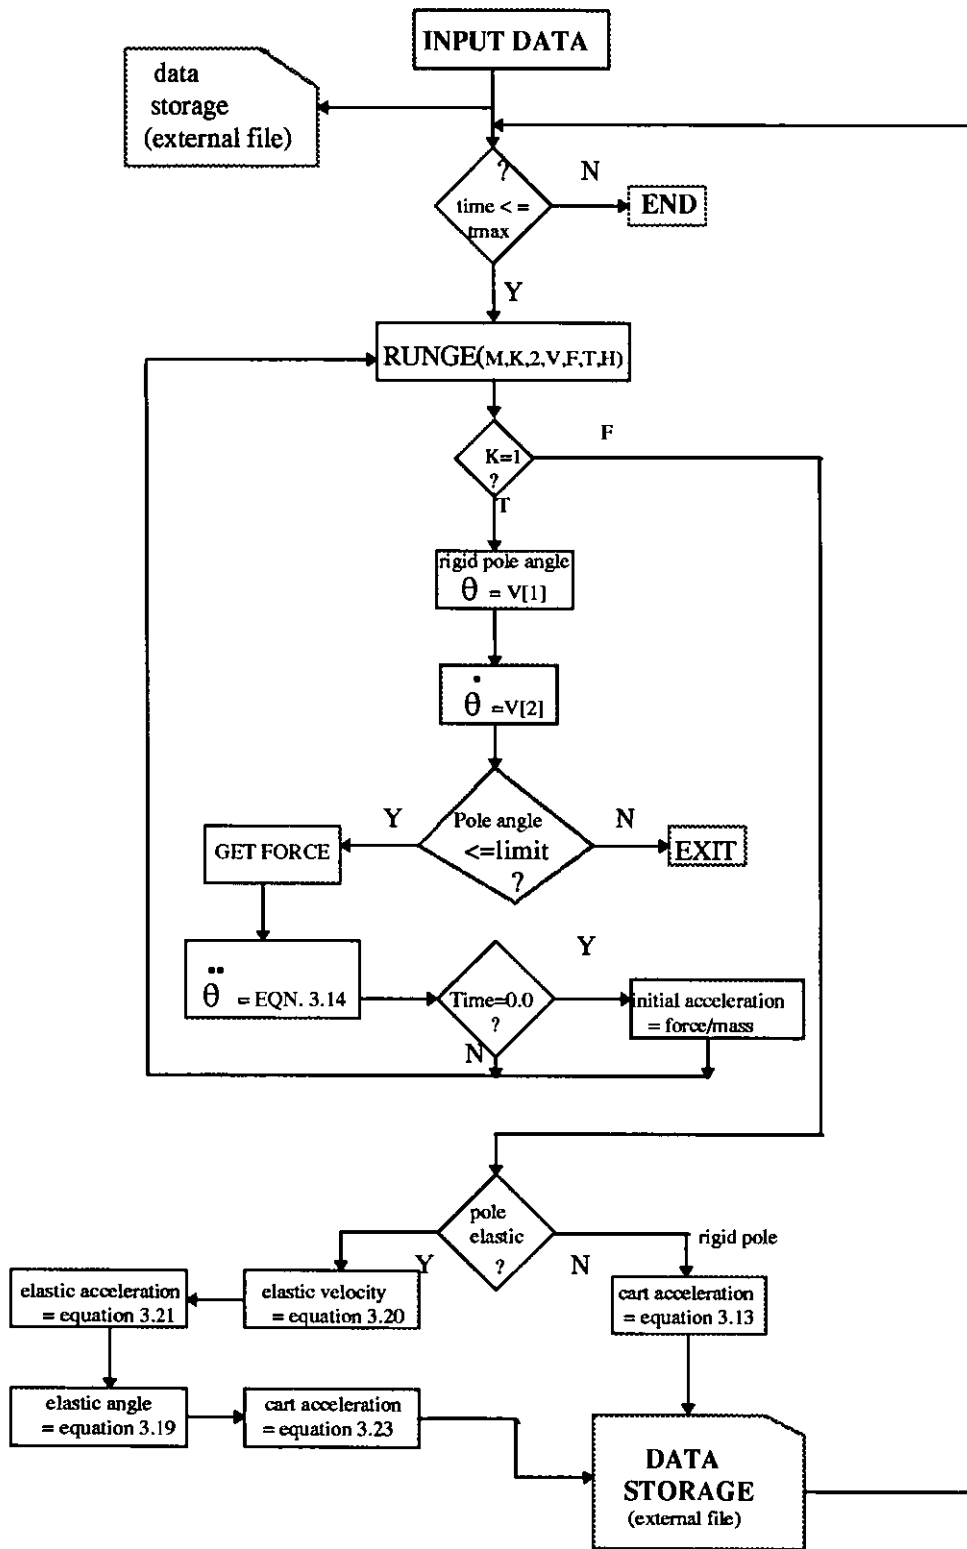 INPUT DATA
data
storage
(external file)
?
time < =
tmax
N
END
Y
RUNGE(M,K,2,V,F,T,H)
K=1
?
F
T
rigid pole angle
θ = V[1]
θ̇ =V[2]
Pole angle
<=limit
?
Y
N
GET FORCE
EXIT
θ̈ = EQN. 3.14
Time=0.0
?
Y
N
initial acceleration
= force/mass
pole
elastic
?
Y
N
rigid pole
elastic acceleration
= equation 3.21
elastic velocity
= equation 3.20
cart acceleration
= equation 3.13
elastic angle
= equation 3.19
cart acceleration
= equation 3.23
DATA
STORAGE
(external file)